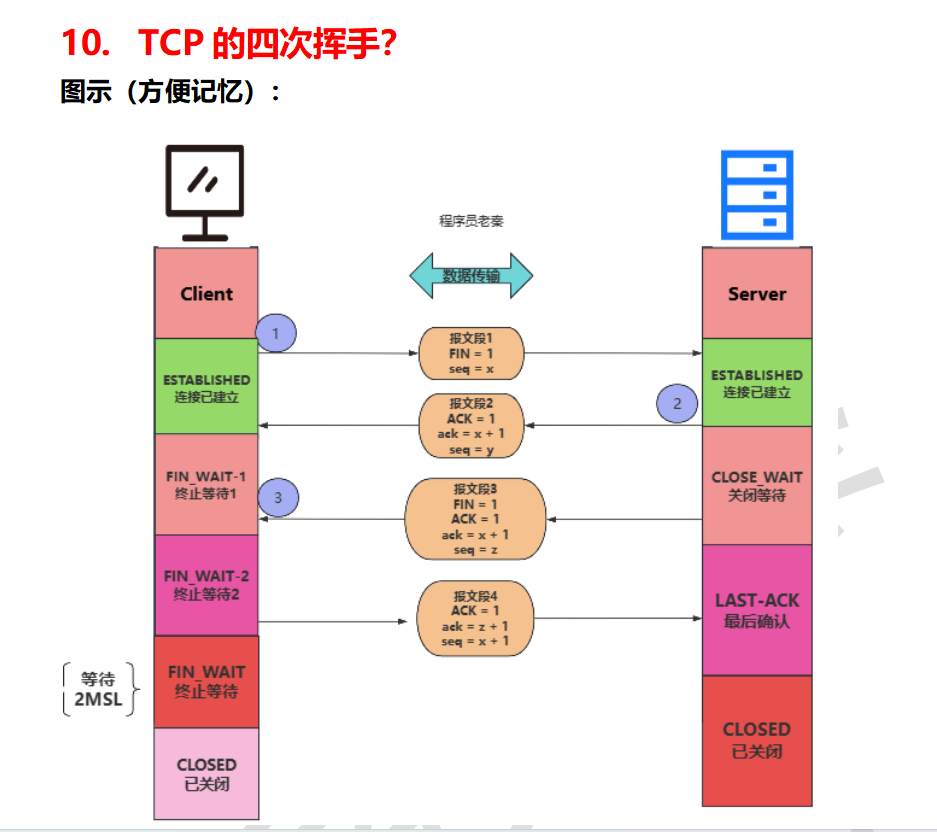 10. TCP 的四次挥手?
图示（方便记忆）：
程序员老秦
数据传输
Client
Server
1
报文段1
FIN = 1
seq = x
ESTABLISHED
连接已建立
ESTABLISHED
连接已建立
2
报文段2
ACK = 1
ack = x + 1
seq = y
FIN_WAIT-1
终止等待1
CLOSE_WAIT
关闭等待
3
报文段3
FIN = 1
ACK = 1
ack = x + 1
seq = z
FIN_WAIT-2
终止等待2
LAST-ACK
最后确认
报文段4
ACK = 1
ack = z + 1
seq = x + 1
等待
2MSL
FIN_WAIT
终止等待
CLOSED
已关闭
CLOSED
已关闭